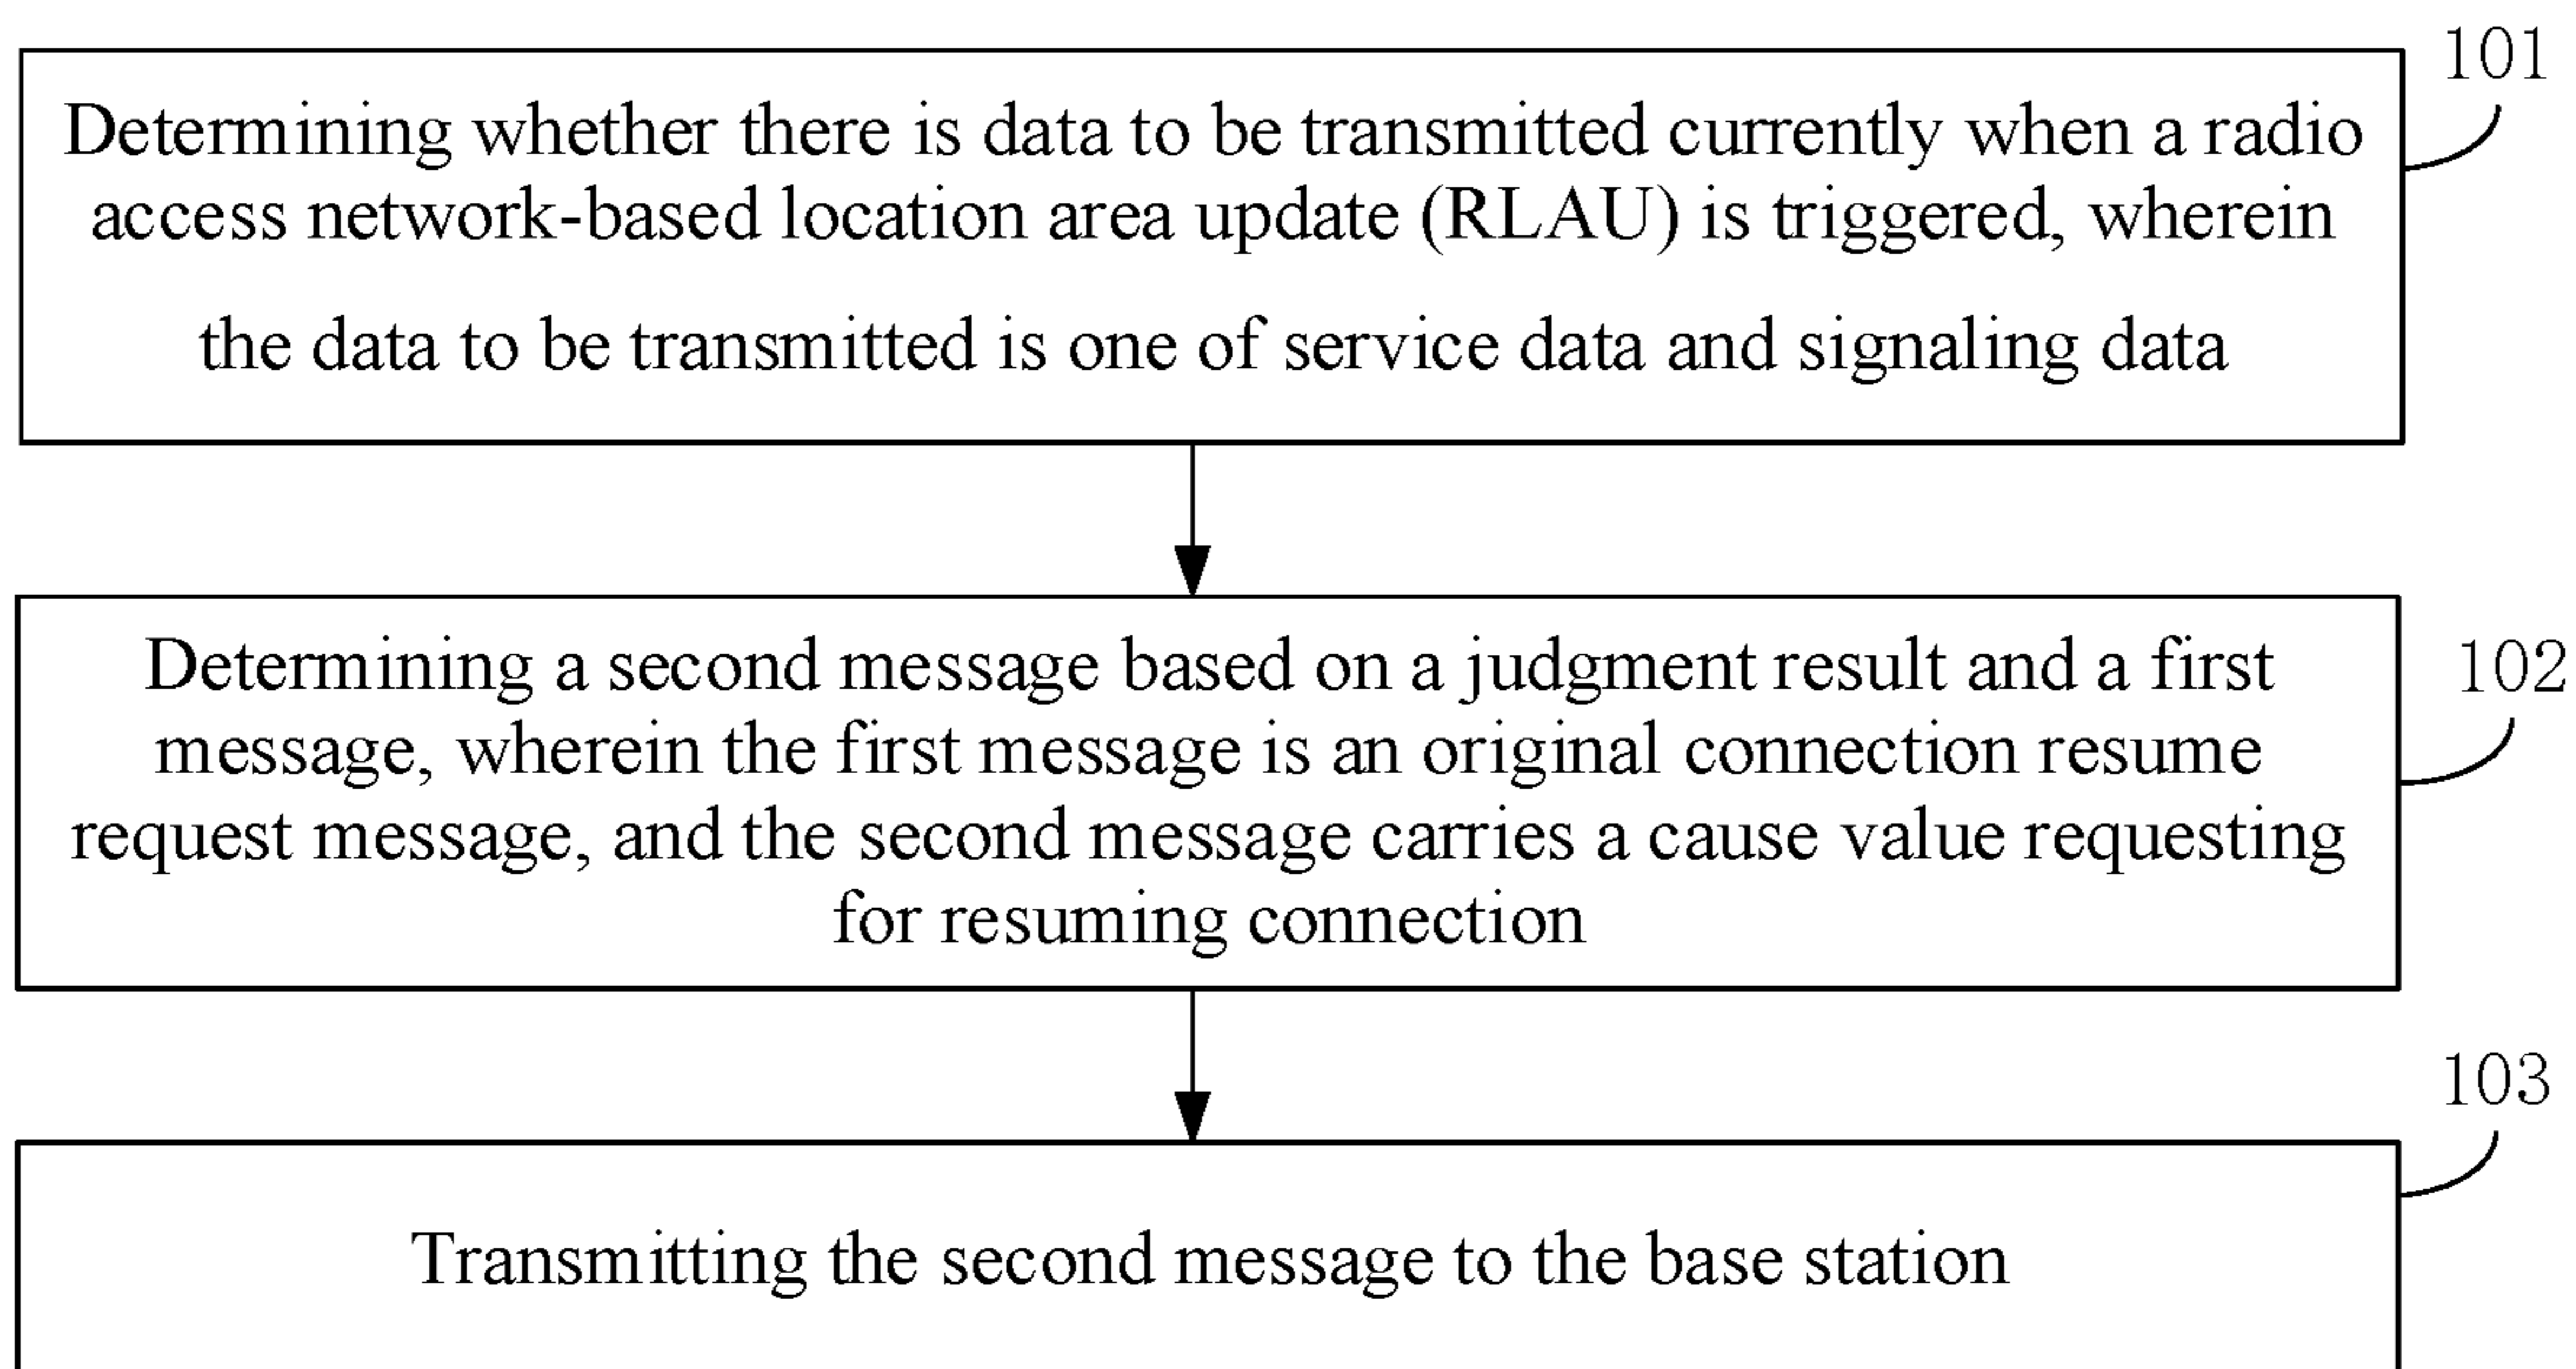 101
Determining whether there is data to be transmitted currently when a radio
access network-based location area update (RLAU) is triggered, wherein
the data to be transmitted is one of service data and signaling data
Determining a second message based on a judgment result and a first
102
message, wherein the first message is an original connection resume
request message, and the second message carries a cause value requesting
for resuming connection
103
Transmitting the second message to the base station